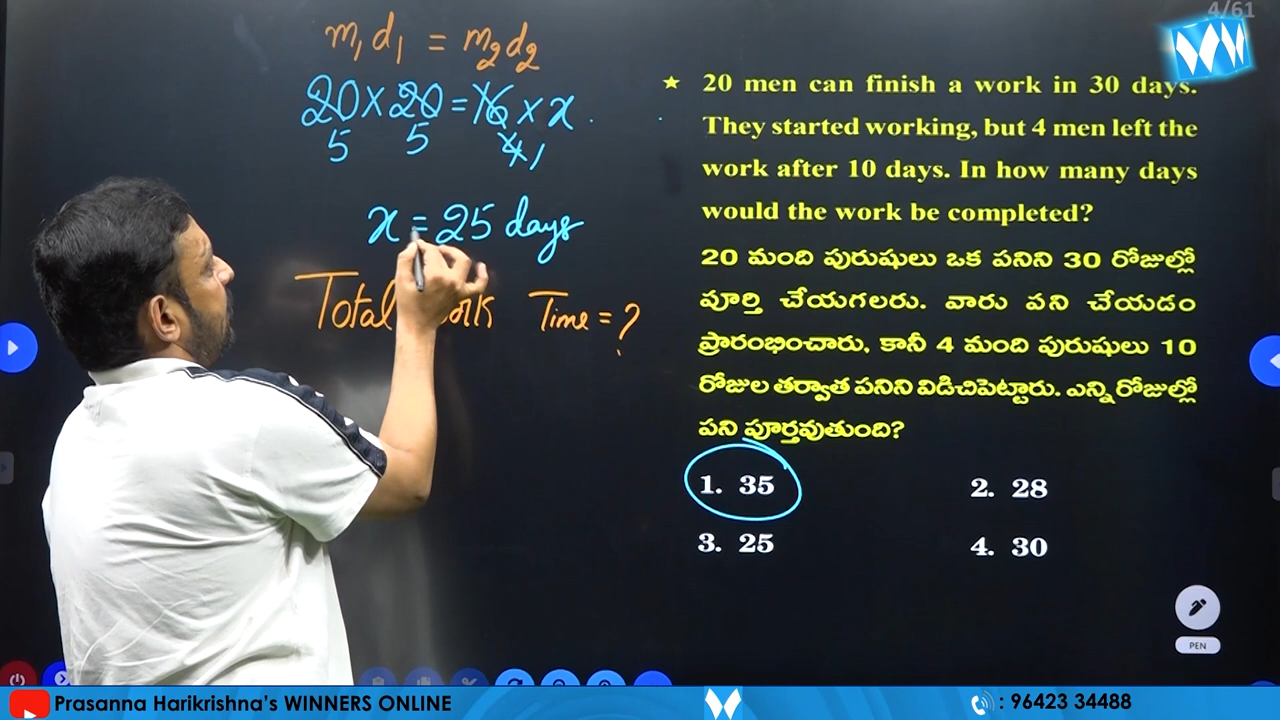 4/61
m₁d₁ = m₂d₂
20 × 20 = 16 × x
5 5 4 1
x = 25 days
Total Time = ?
★ 20 men can finish a work in 30 days.
They started working, but 4 men left the
work after 10 days. In how many days
would the work be completed?
20 మంది పురుషులు ఒక పనిని 30 రోజుల్లో
పూర్తి చేయగలరు. వారు పని చేయడం
ప్రారంభించారు, కానీ 4 మంది పురుషులు 10
రోజుల తర్వాత పనిని విడిచిపెట్టారు. ఎన్ని రోజుల్లో
పని పూర్తవుతుంది?
1. 35 2. 28
3. 25 4. 30
PEN
Prasanna Harikrishna's WINNERS ONLINE : 96423 34488